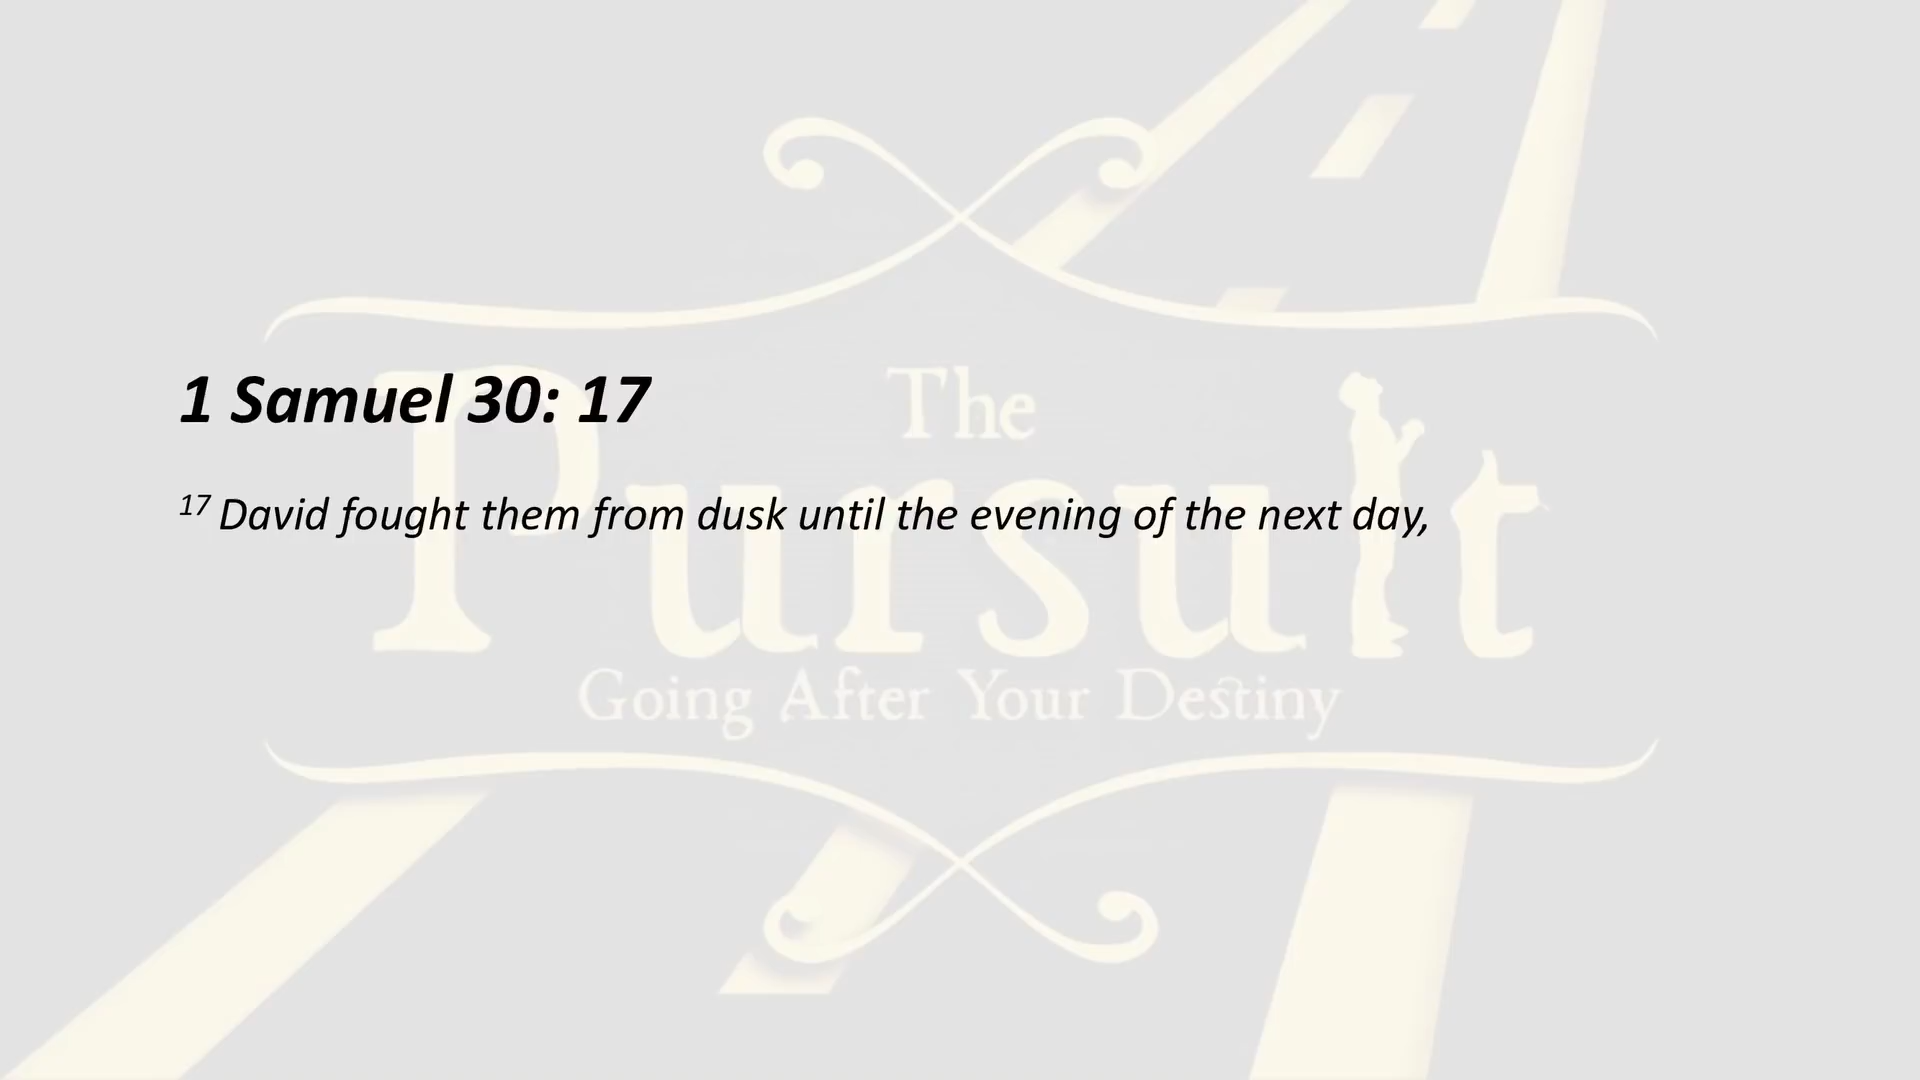 1 Samuel 30: 17
17 David fought them from dusk until the evening of the next day,
The
Pursuit
Going After Your Destiny